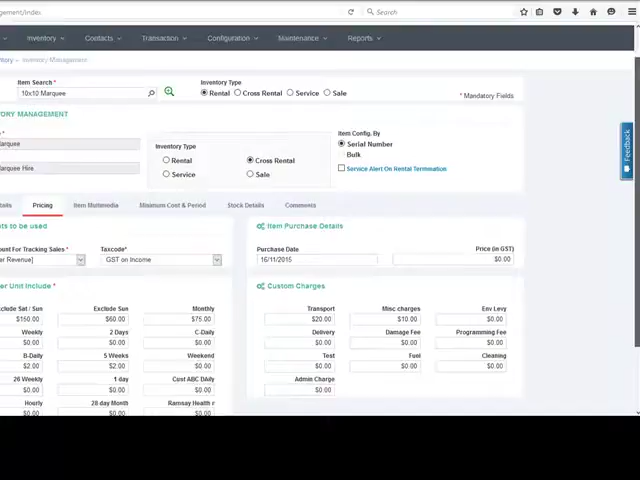 gement/index
Search
Inventory Contacts Transaction Configuration Maintenance Reports
tory » Inventory Management
Item Search *
10x10 Marquee
Inventory Type
Rental Cross Rental Service Sale
* Mandatory Fields
ORY MANAGEMENT
Feedback
arquee
arquee Hire
Inventory Type
Rental Cross Rental
Service Sale
Item Config. By
Serial Number
Bulk
Service Alert On Rental Termination
tails Pricing Item Multimedia Minimum Cost & Period Stock Details Comments
nts to be used
ount For Tracking Sales * Taxcode*
er Revenue] GST on Income
Item Purchase Details
Purchase Date Price (in GST)
16/11/2015 $0.00
er Unit Include *
xclude Sat / Sun Exclude Sun Monthly
$150.00 $60.00 $75.00
Weekly 2 Days C-Daily
$0.00 $0.00 $0.00
B-Daily 5 Weeks Weekend
$2.00 $2.00 $0.00
26 Weekly 1 day Cust ABC Daily
$0.00 $0.00 $0.00
Hourly 28 day Month Ramsay Health r
$0.00 $0.00 $0.00
Custom Charges
Transport Misc charges Env Levy
$20.00 $10.00 $0.00
Delivery Damage Fee Programming Fee
$0.00 $0.00 $0.00
Test Fuel Cleaning
$0.00 $0.00 $0.00
Admin Charge
$0.00